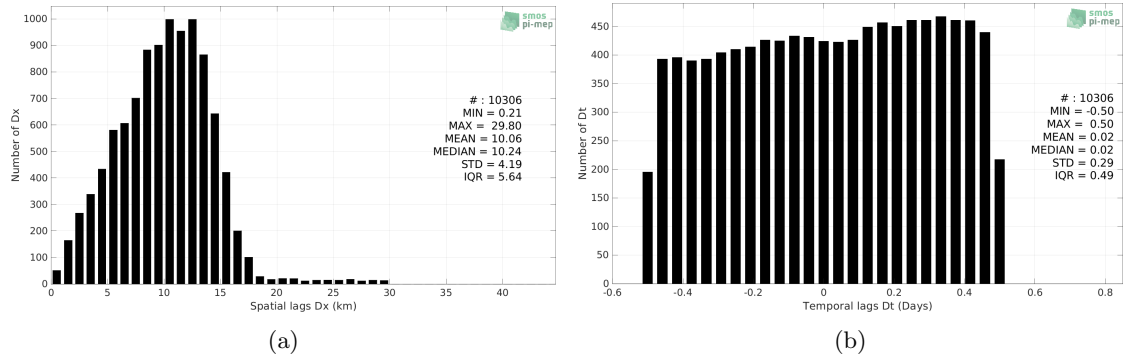 smos
pi-mep
Number of Dx
1000
900
800
700
600
500
400
300
200
100
0
# : 10306
MIN = 0.21
MAX = 29.80
MEAN = 10.06
MEDIAN = 10.24
STD = 4.19
IQR = 5.64
0 5 10 15 20 25 30 35 40
Spatial lags Dx (km)
(a)
smos
pi-mep
Number of Dt
450
400
350
300
250
200
150
100
50
0
# : 10306
MIN = -0.50
MAX = 0.50
MEAN = 0.02
MEDIAN = 0.02
STD = 0.29
IQR = 0.49
-0.6 -0.4 -0.2 0 0.2 0.4 0.6 0.8
Temporal lags Dt (Days)
(b)